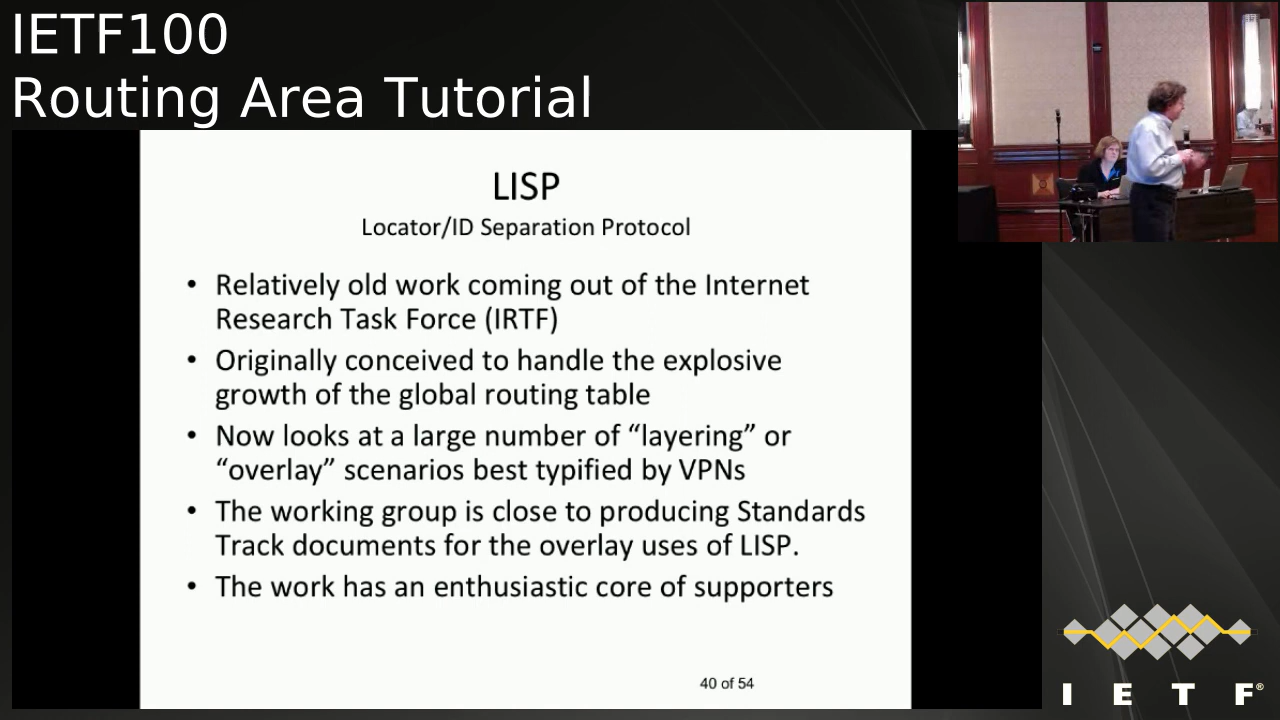 IETF100
Routing Area Tutorial
LISP
Locator/ID Separation Protocol
• Relatively old work coming out of the Internet
Research Task Force (IRTF)
• Originally conceived to handle the explosive
growth of the global routing table
• Now looks at a large number of “layering” or
“overlay” scenarios best typified by VPNs
• The working group is close to producing Standards
Track documents for the overlay uses of LISP.
• The work has an enthusiastic core of supporters
40 of 54
I E T F®